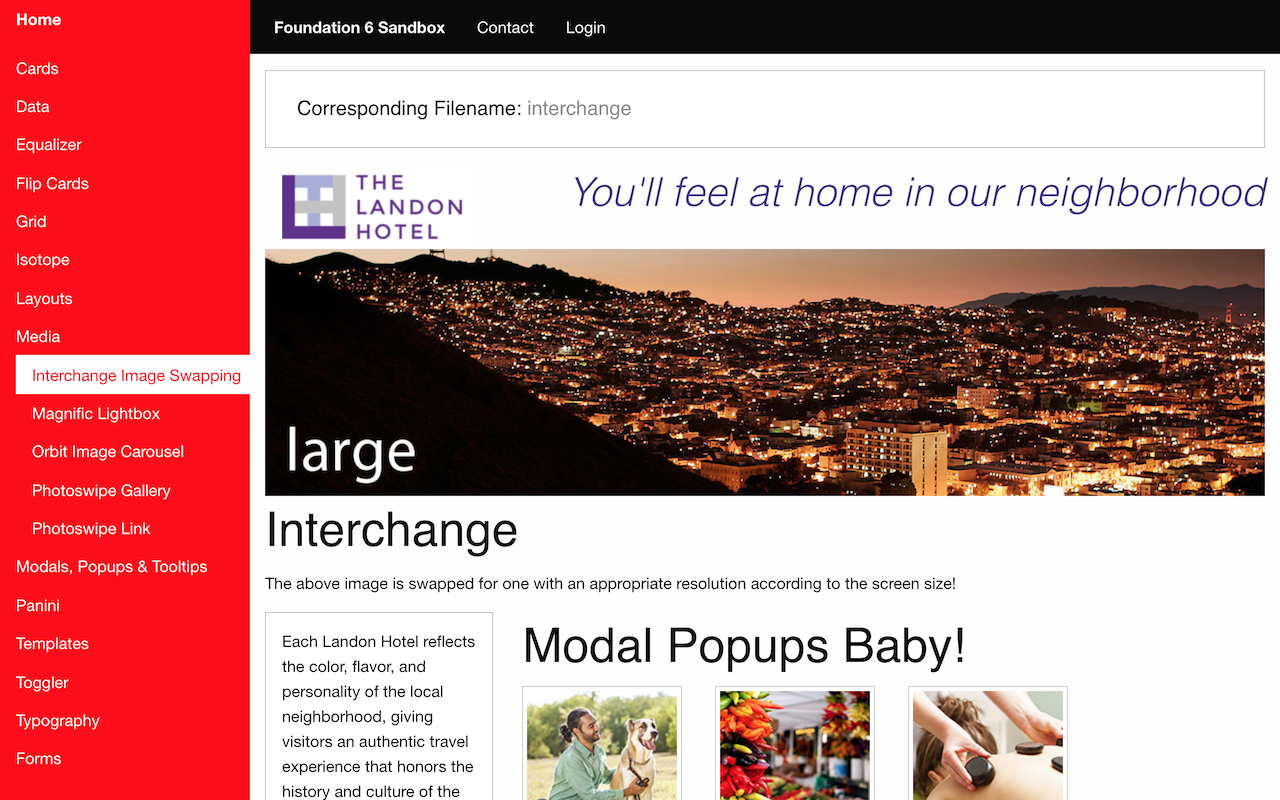 Home
Cards
Data
Equalizer
Flip Cards
Grid
Isotope
Layouts
Media
Interchange Image Swapping
Magnific Lightbox
Orbit Image Carousel
Photoswipe Gallery
Photoswipe Link
Modals, Popups & Tooltips
Panini
Templates
Toggler
Typography
Forms
Foundation 6 Sandbox Contact Login
Corresponding Filename: interchange
THE
LANDON
HOTEL
You'll feel at home in our neighborhood
large
Interchange
The above image is swapped for one with an appropriate resolution according to the screen size!
Each Landon Hotel reflects
the color, flavor, and
personality of the local
neighborhood, giving
visitors an authentic travel
experience that honors the
history and culture of the
Modal Popups Baby!